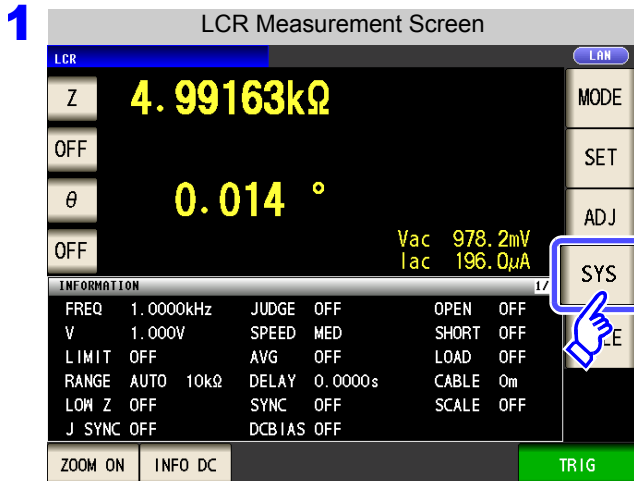 1
LCR Measurement Screen
LCR
LAN
Z 4.99163kΩ
MODE
OFF
SET
θ 0.014 °
ADJ
OFF
Vac 978.2mV
Iac 196.0μA
SYS
INFORMATION 1/
FREQ 1.0000kHz JUDGE OFF OPEN OFF
V 1.000V SPEED MED SHORT OFF
LIMIT OFF AVG OFF LOAD OFF
RANGE AUTO 10kΩ DELAY 0.0000s CABLE 0m
LOW Z OFF SYNC OFF SCALE OFF
J SYNC OFF DCBIAS OFF
ZOOM ON INFO DC TRIG